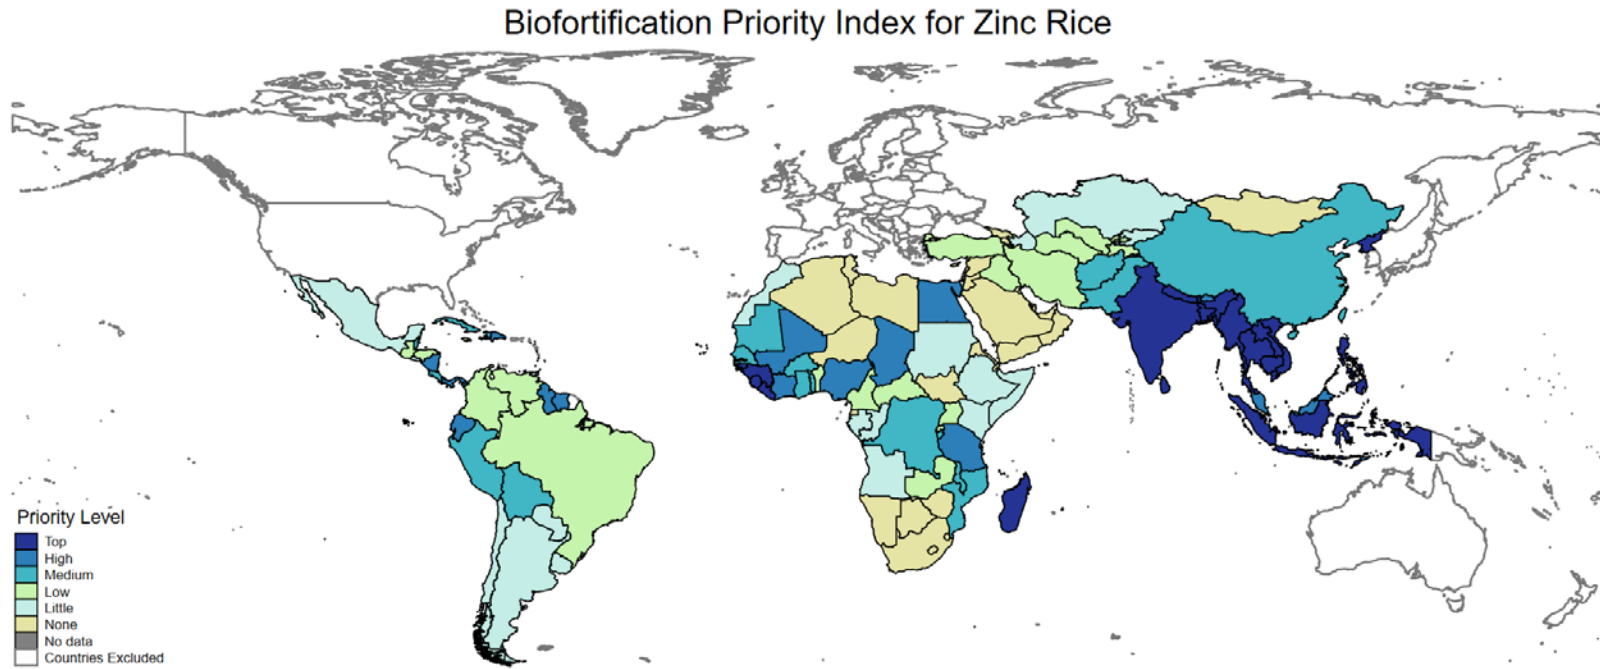 Biofortification Priority Index for Zinc Rice
Priority Level
Top
High
Medium
Low
Little
None
No data
Countries Excluded